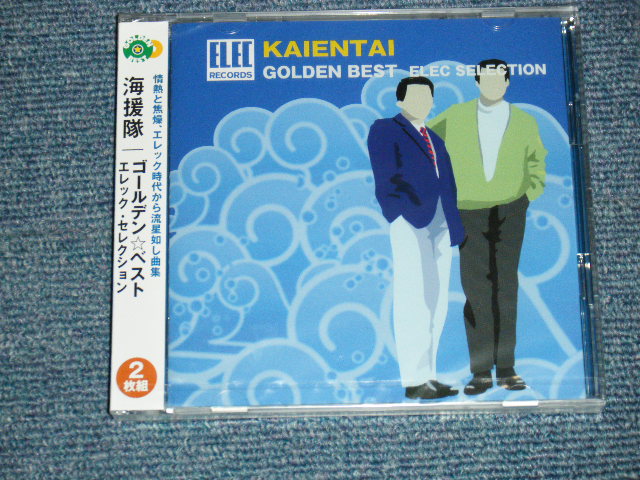 ELEC
RECORDS
KAIENTAI
GOLDEN BEST ELEC SELECTION
情熱と焦燥、エレック時代から流星如し曲集
海援隊｜ゴールデン☆ベスト
エレック・セレクション
2
枚組